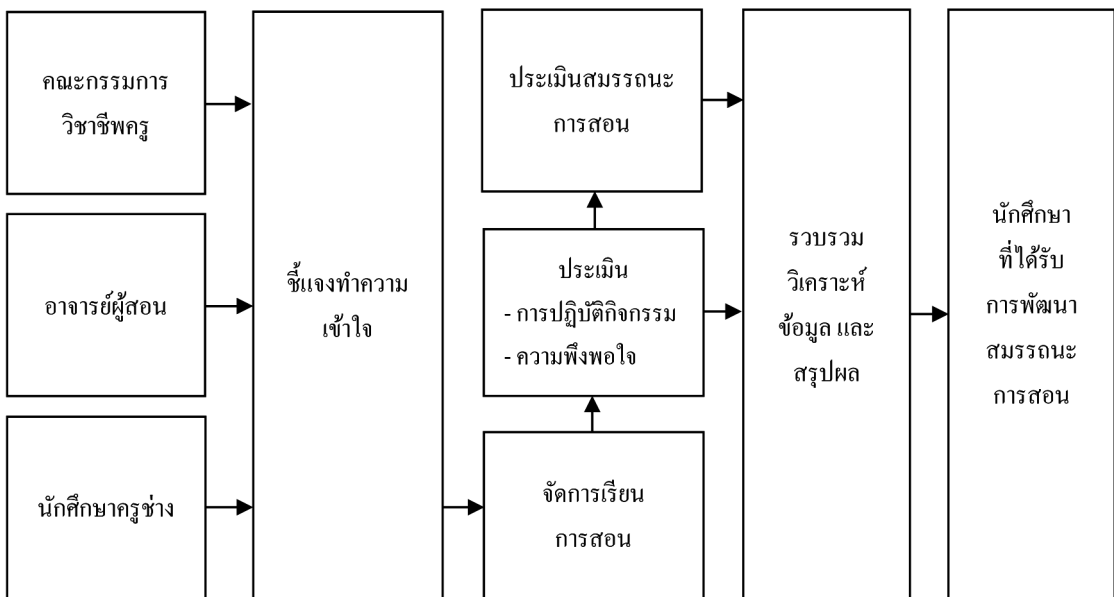 คณะกรรมการ
วิชาชีพครู
อาจารย์ผู้สอน
นักศึกษาครูช่าง
ชี้แจงทำความ
เข้าใจ
ประเมินสมรรถนะ
การสอน
ประเมิน
- การปฏิบัติกิจกรรม
- ความพึงพอใจ
จัดการเรียน
การสอน
รวบรวม
วิเคราะห์
ข้อมูล และ
สรุปผล
นักศึกษา
ที่ได้รับ
การพัฒนา
สมรรถนะ
การสอน